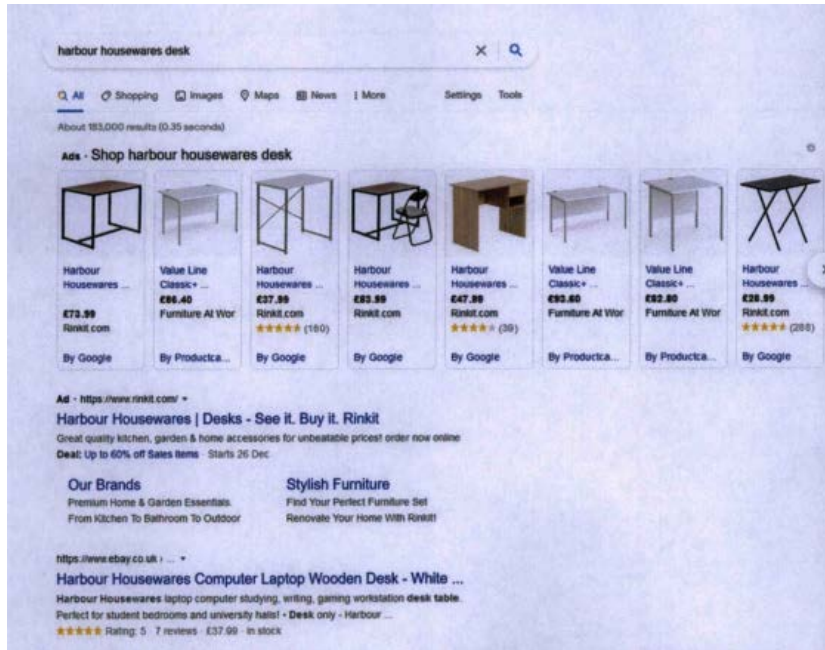 harbour housewares desk
All Shopping Images Maps News More Settings Tools
About 183,000 results (0.35 seconds)
Ads · Shop harbour housewares desk
Harbour Housewares ...
£73.99
Rinkit.com
By Google
Value Line Classic+ ...
£86.40
Furniture At Wor
By Productca...
Harbour Housewares ...
£37.99
Rinkit.com
(180)
By Google
Harbour Housewares ...
£83.99
Rinkit.com
By Google
Harbour Housewares ...
£47.99
Rinkit.com
(39)
By Google
Value Line Classic+ ...
£93.60
Furniture At Wor
By Productca...
Value Line Classic+ ...
£82.80
Furniture At Wor
By Productca...
Harbour Housewares ...
£28.99
Rinkit.com
(288)
By Google
Ad · https://www.rinkit.com/
Harbour Housewares | Desks - See it. Buy it. Rinkit
Great quality kitchen, garden & home accessories for unbeatable prices! order now online
Deal: Up to 60% off Sales Items · Starts 26 Dec
Our Brands
Premium Home & Garden Essentials.
From Kitchen To Bathroom To Outdoor
Stylish Furniture
Find Your Perfect Furniture Set
Renovate Your Home With Rinkit!
https://www.ebay.co.uk › ...
Harbour Housewares Computer Laptop Wooden Desk - White ...
Harbour Housewares laptop computer studying, writing, gaming workstation desk table.
Perfect for student bedrooms and university halls! • Desk only - Harbour ...
Rating: 5 · 7 reviews · £37.99 · In stock